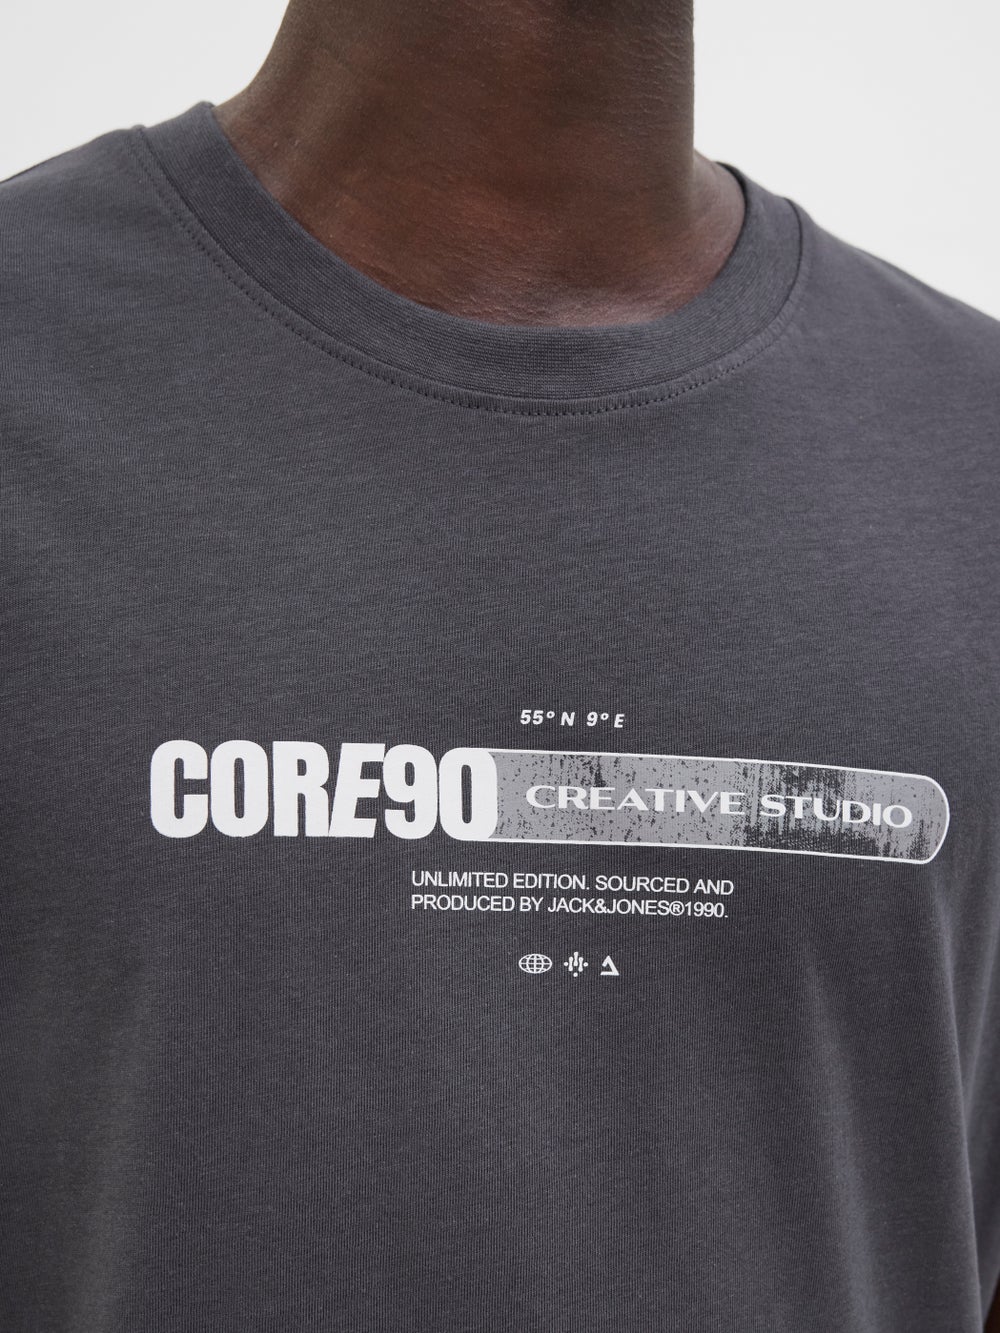 55° N 9° E
CORE90 CREATIVE STUDIO
UNLIMITED EDITION. SOURCED AND
PRODUCED BY JACK&JONES®1990.